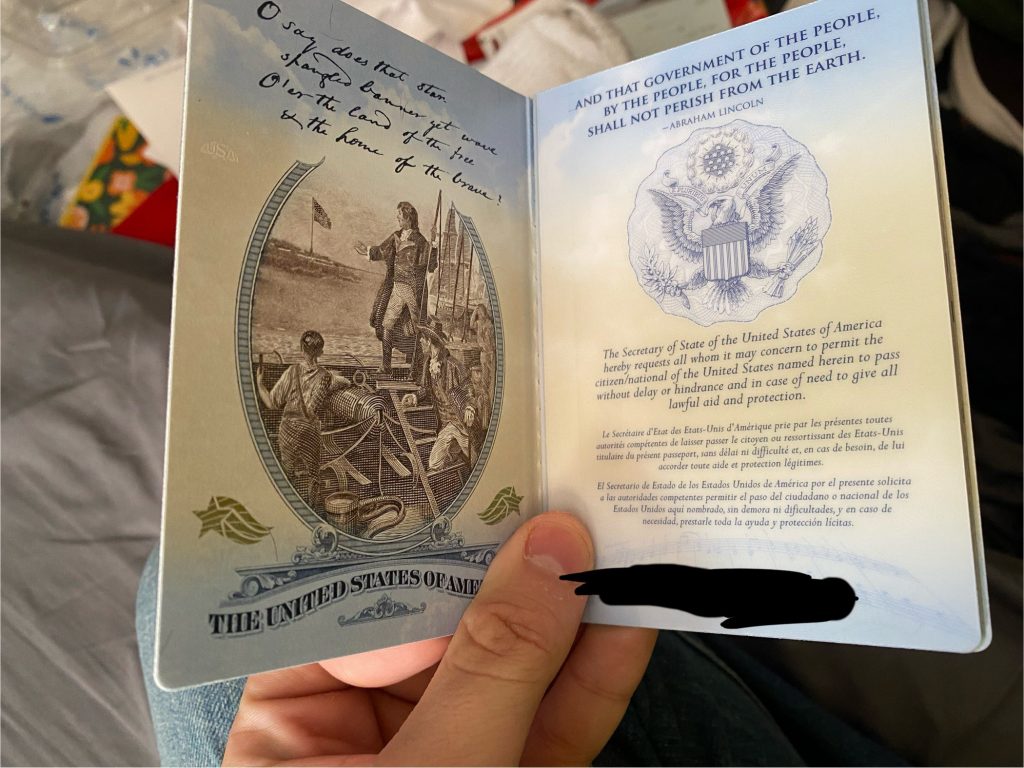 O say does that star
spangled banner yet wave
O'er the land of the free
& the home of the brave?
USA
THE UNITED STATES OF AME
AND THAT GOVERNMENT OF THE PEOPLE,
BY THE PEOPLE, FOR THE PEOPLE,
SHALL NOT PERISH FROM THE EARTH.
—ABRAHAM LINCOLN
The Secretary of State of the United States of America
hereby requests all whom it may concern to permit the
citizen/national of the United States named herein to pass
without delay or hindrance and in case of need to give all
lawful aid and protection.
Le Secrétaire d'Etat des Etats-Unis d'Amérique prie par les présentes toutes
autorités compétentes de laisser passer le citoyen ou ressortissant des Etats-Unis
titulaire du présent passeport, sans délai ni difficulté et, en cas de besoin, de lui
accorder toute aide et protection légitimes.
El Secretario de Estado de los Estados Unidos de América por el presente solicita
a las autoridades competentes permitir el paso del ciudadano o nacional de los
Estados Unidos aquí nombrado, sin demora ni dificultades, y en caso de
necesidad, prestarle toda la ayuda y protección lícitas.